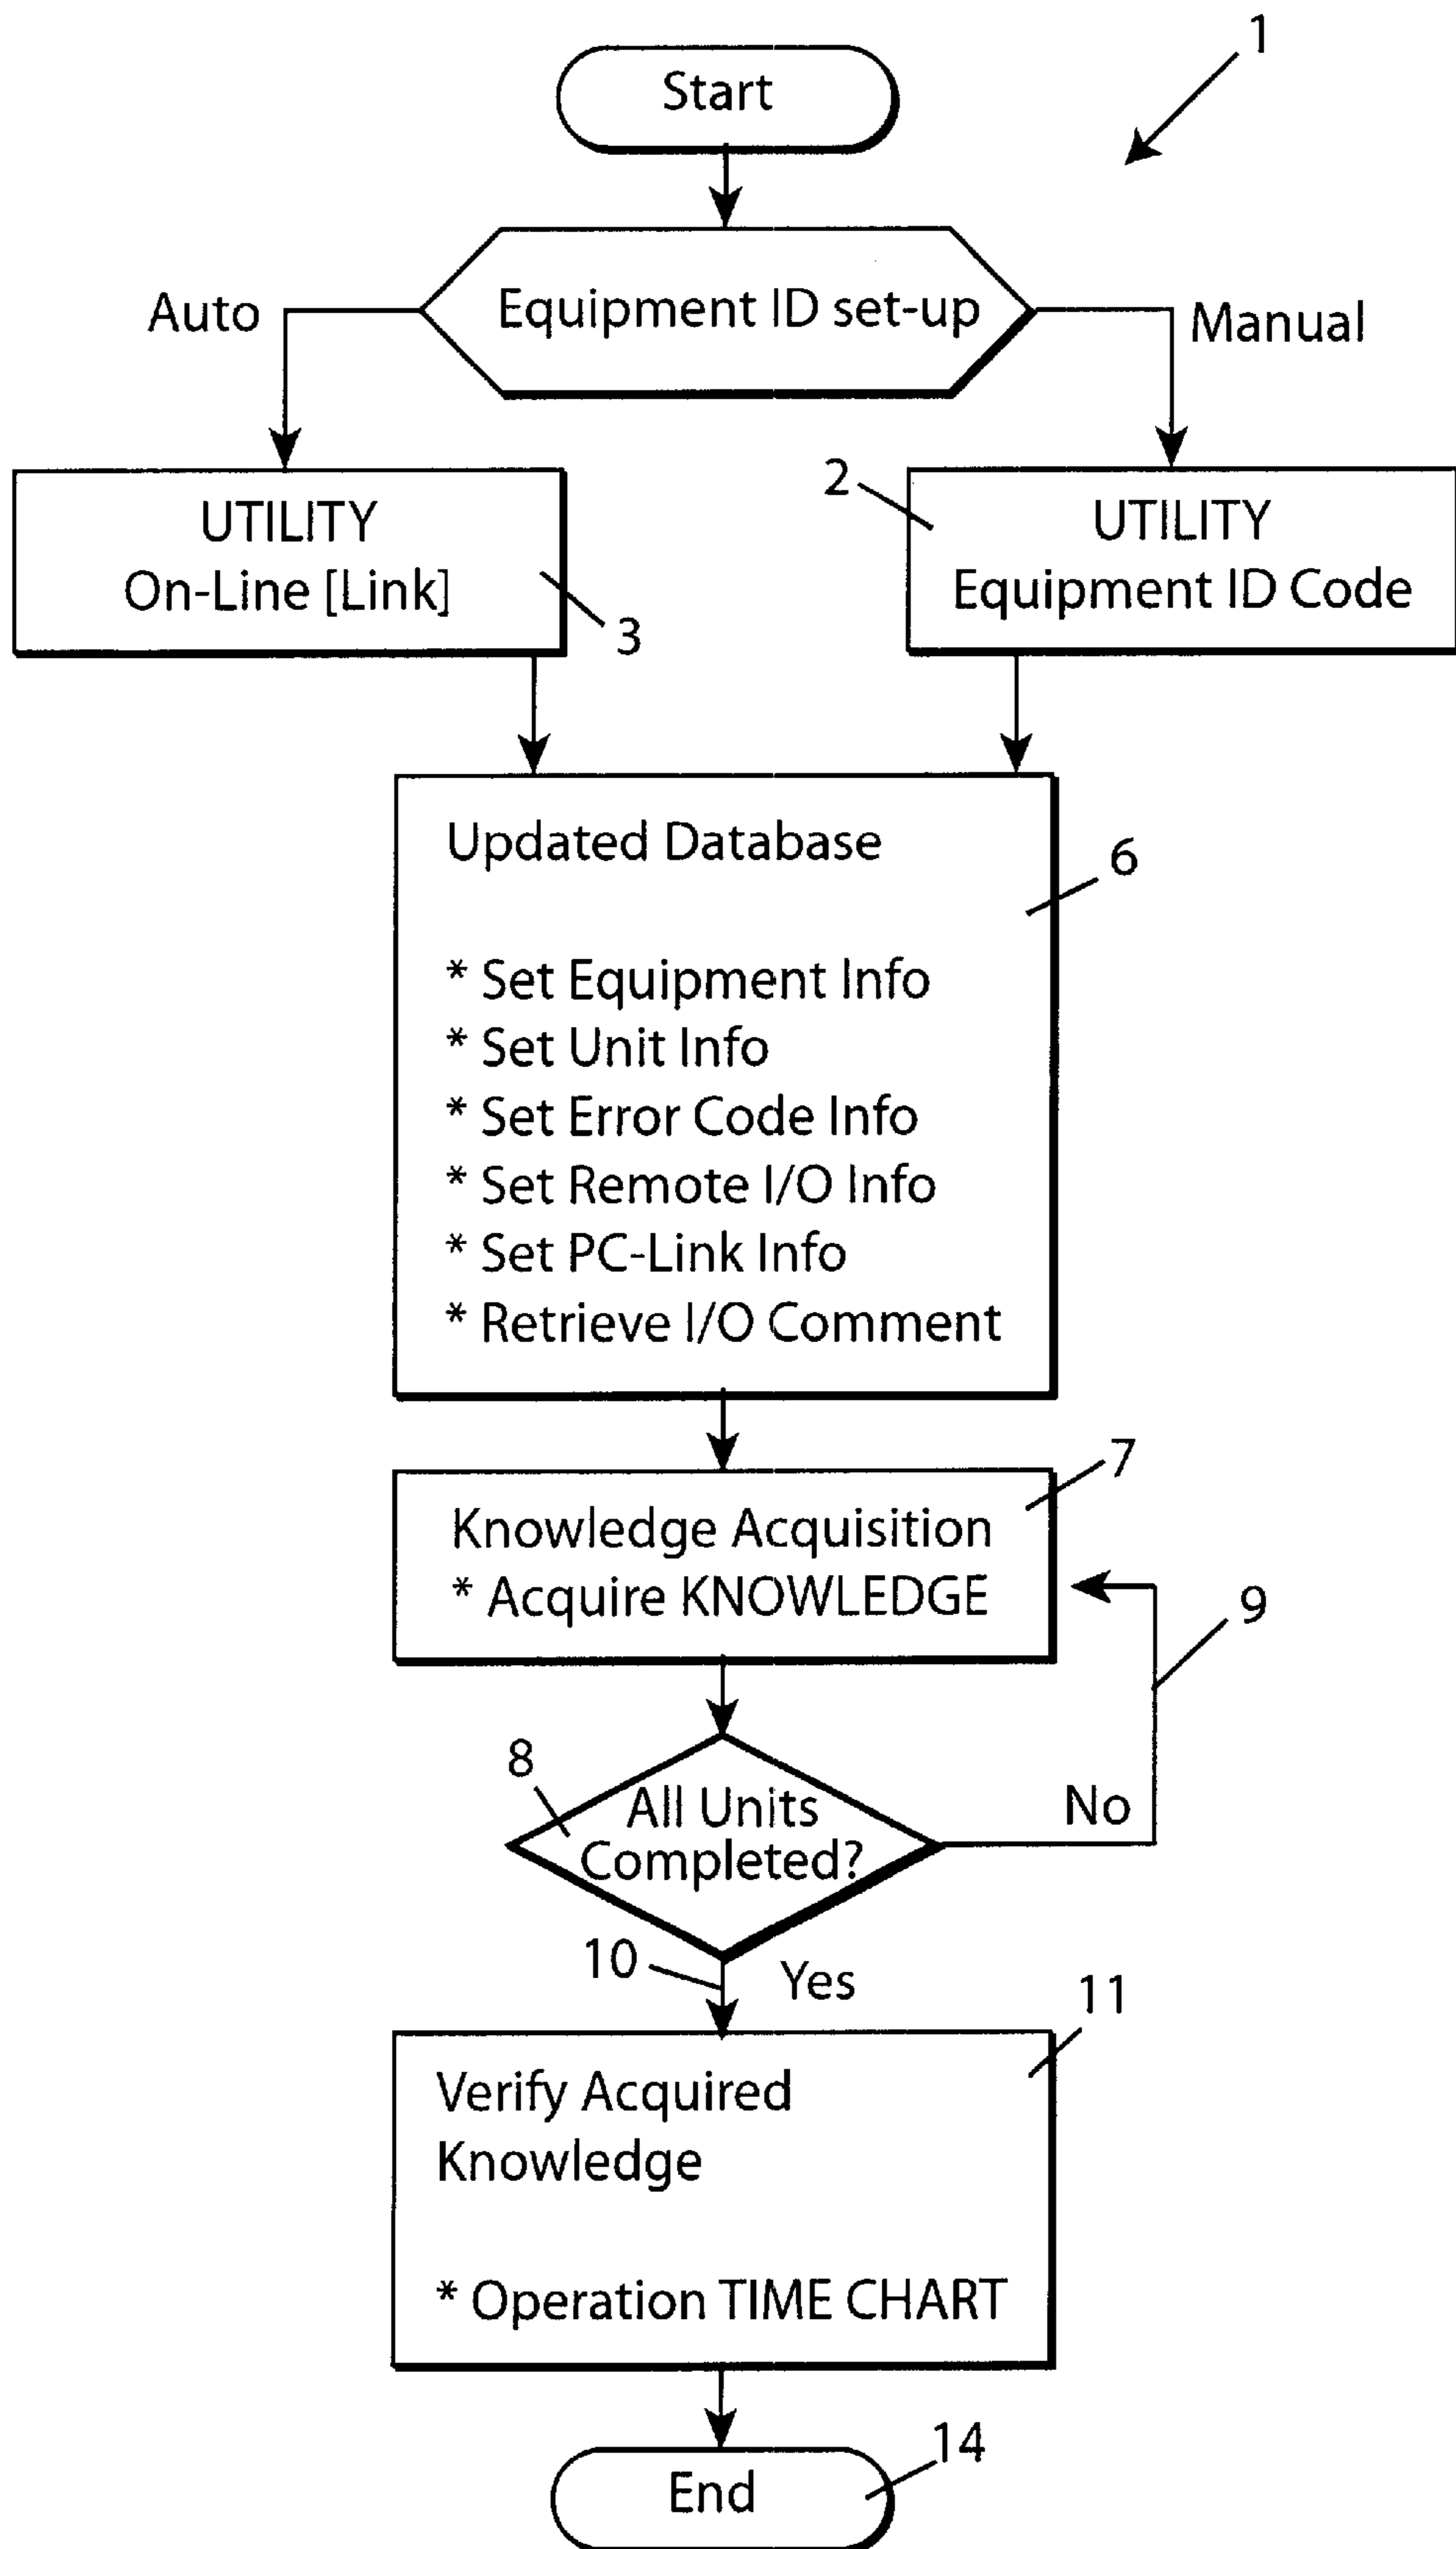 1
Start
Equipment ID set-up
Auto
Manual
UTILITY
On-Line [Link]
3
2
UTILITY
Equipment ID Code
Updated Database
6
* Set Equipment Info
* Set Unit Info
* Set Error Code Info
* Set Remote I/O Info
* Set PC-Link Info
* Retrieve I/O Comment
7
Knowledge Acquisition
* Acquire KNOWLEDGE
9
8
All Units
Completed?
No
10
Yes
11
Verify Acquired
Knowledge
* Operation TIME CHART
14
End